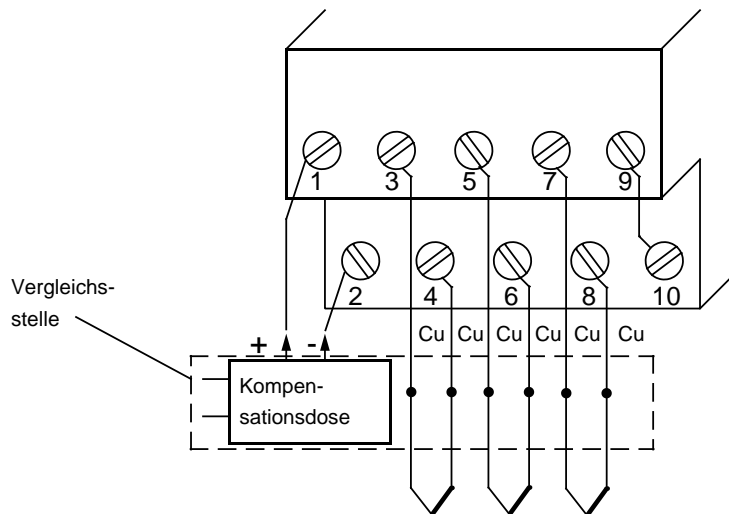 1 3 5 7 9
2 4 6 8 10
Vergleichs-
stelle
Cu Cu Cu Cu Cu Cu
+ -
Kompen-
sationsdose